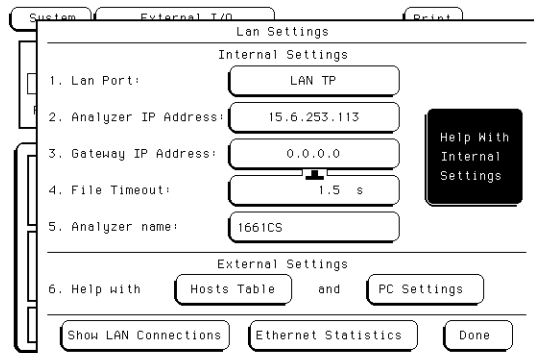 System External I/O Print
Lan Settings
Internal Settings
1. Lan Port: LAN TP
2. Analyzer IP Address: 15.6.253.113
3. Gateway IP Address: 0.0.0.0
4. File Timeout: 1.5 s
5. Analyzer name: 1661CS
Help With
Internal
Settings
External Settings
6. Help with Hosts Table and PC Settings
Show LAN Connections Ethernet Statistics Done